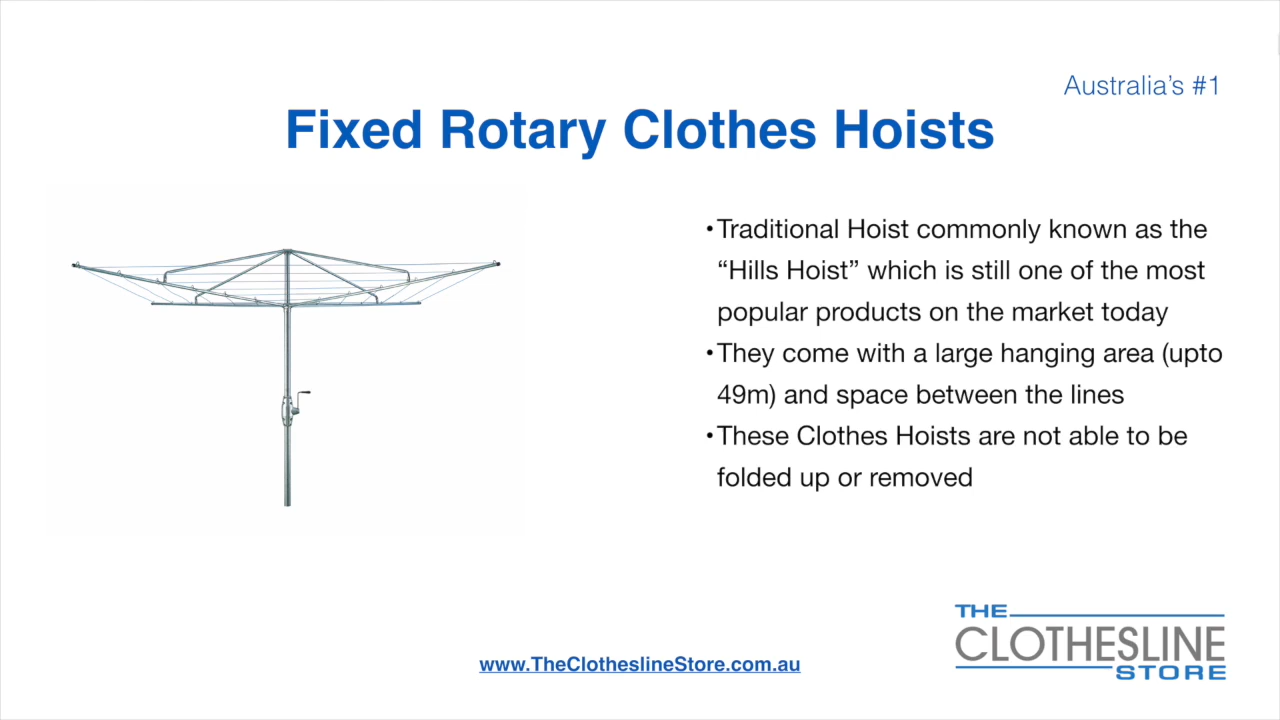 Australia’s #1
Fixed Rotary Clothes Hoists
•Traditional Hoist commonly known as the
“Hills Hoist” which is still one of the most
popular products on the market today
•They come with a large hanging area (upto
49m) and space between the lines
•These Clothes Hoists are not able to be
folded up or removed
THE
CLOTHESLINE
STORE
www.TheClotheslineStore.com.au